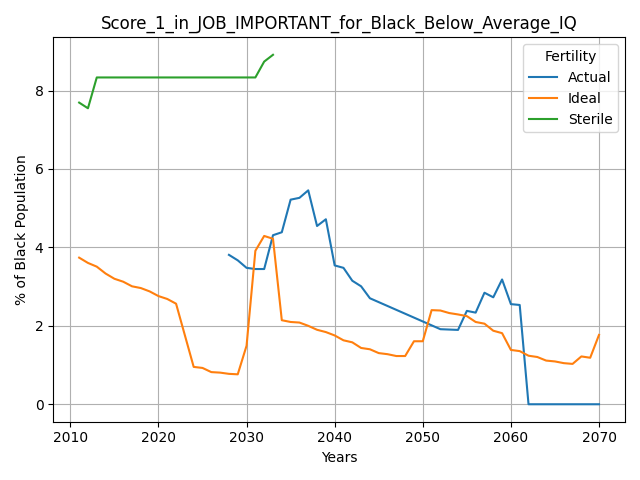 Score_1_in_JOB_IMPORTANT_for_Black_Below_Average_IQ
Fertility
Actual
Ideal
Sterile
% of Black Population
8
6
4
2
0
2010 2020 2030 2040 2050 2060 2070
Years